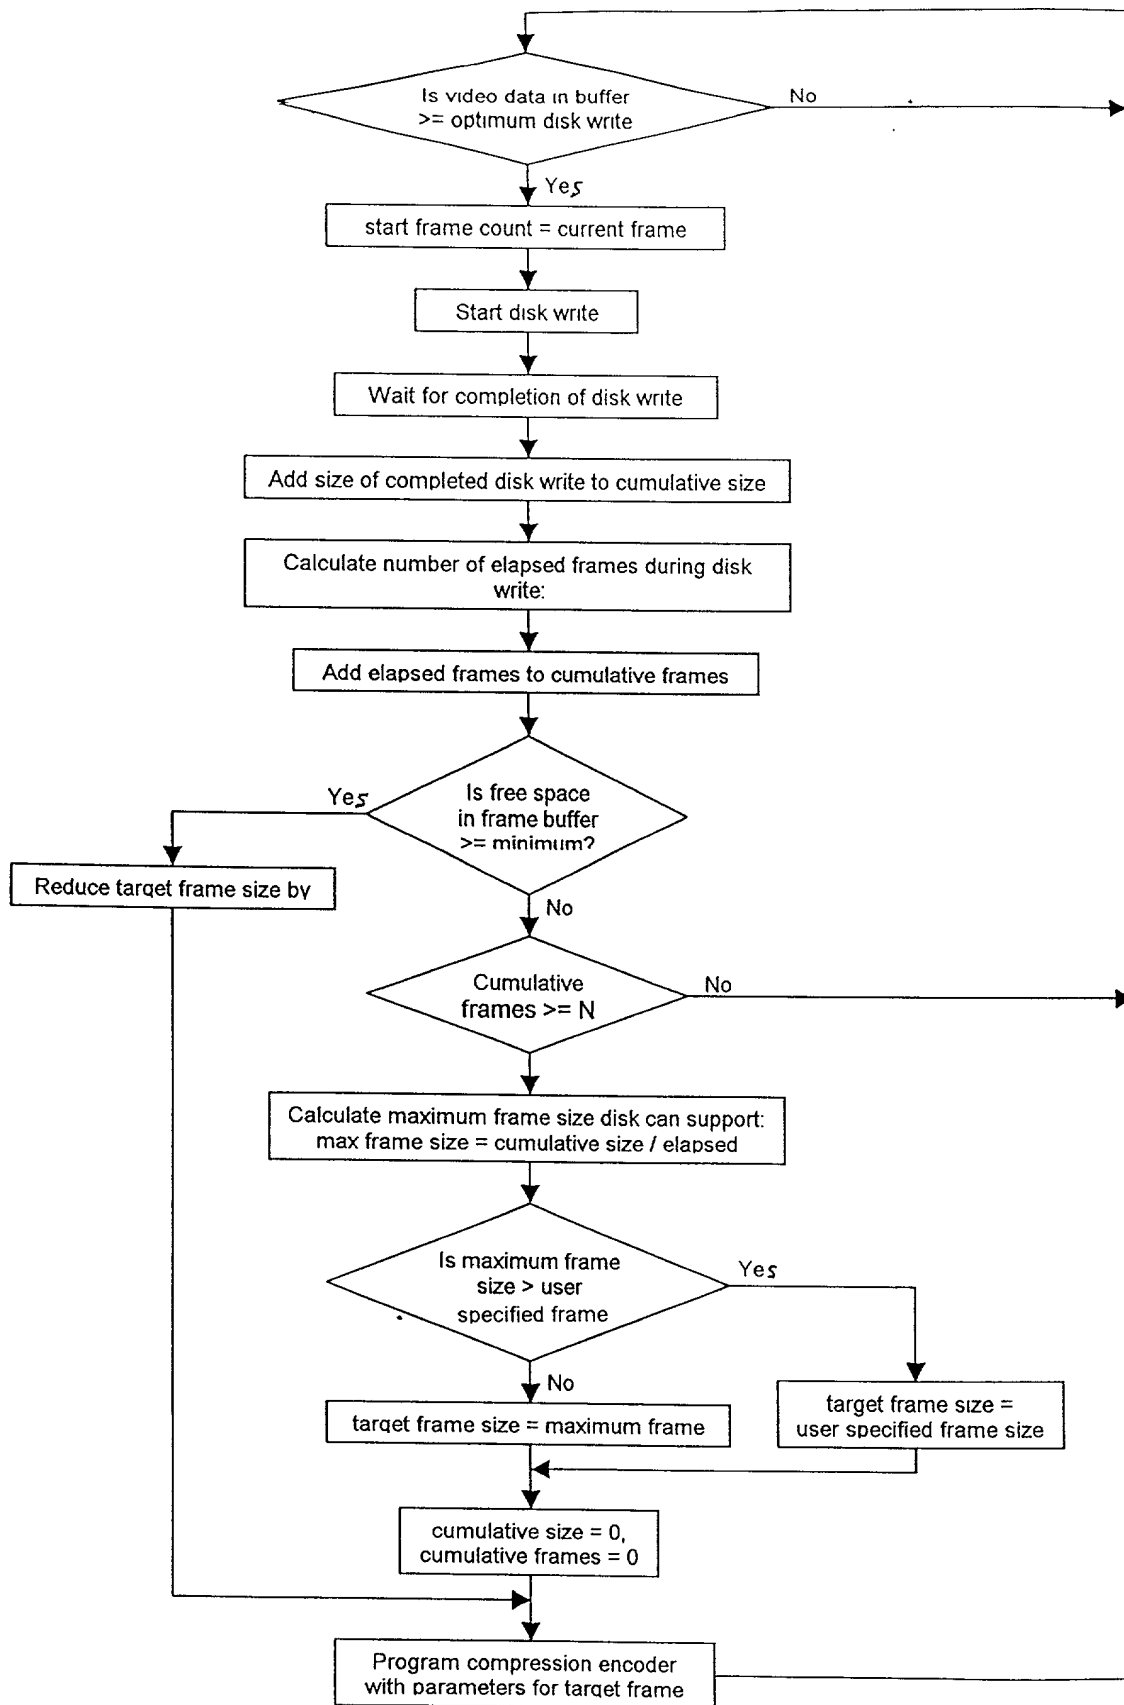 Is video data in buffer
>= optimum disk write
No
Yes
start frame count = current frame
Start disk write
Wait for completion of disk write
Add size of completed disk write to cumulative size
Calculate number of elapsed frames during disk
write:
Add elapsed frames to cumulative frames
Is free space
in frame buffer
>= minimum?
Yes
Reduce target frame size by
No
Cumulative
frames >= N
No
Calculate maximum frame size disk can support:
max frame size = cumulative size / elapsed
Is maximum frame
size > user
specified frame
Yes
No
target frame size = maximum frame
target frame size =
user specified frame size
cumulative size = 0,
cumulative frames = 0
Program compression encoder
with parameters for target frame